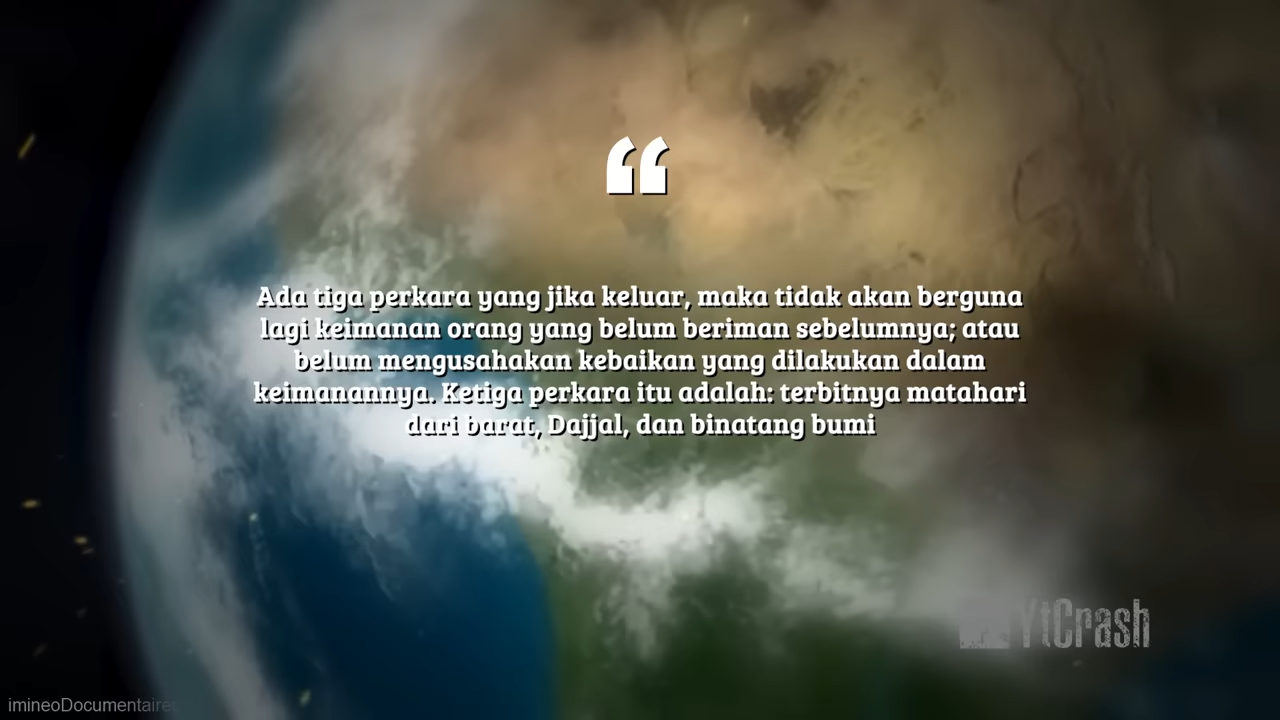 “
Ada tiga perkara yang jika keluar, maka tidak akan berguna
lagi keimanan orang yang belum beriman sebelumnya; atau
belum mengusahakan kebaikan yang dilakukan dalam
keimanannya. Ketiga perkara itu adalah: terbitnya matahari
dari barat, Dajjal, dan binatang bumi
YtCrash
imineoDocumentaires